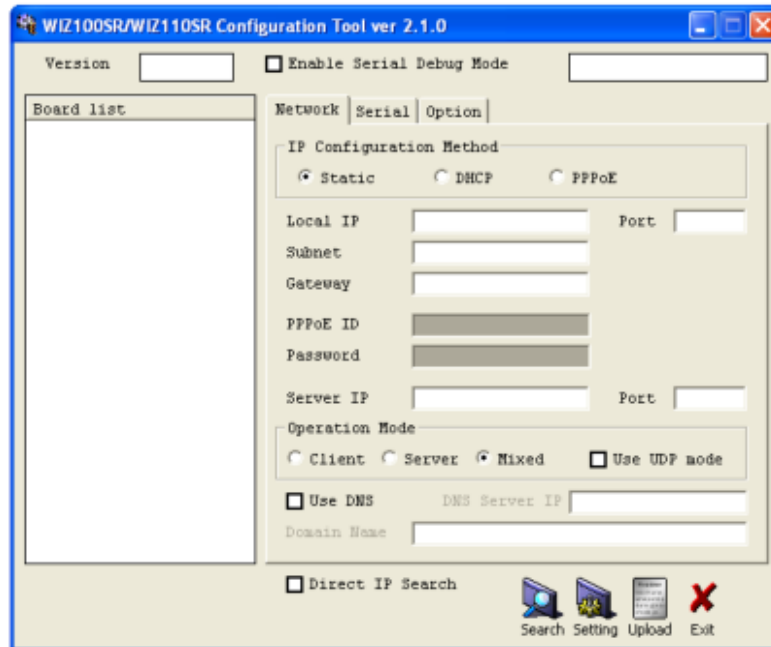 WIZ100SR/WIZ110SR Configuration Tool ver 2.1.0
Version
Enable Serial Debug Mode
Board list
Network Serial Option
IP Configuration Method
Static DHCP PPPoE
Local IP Port
Subnet
Gateway
PPPoE ID
Password
Server IP Port
Operation Mode
Client Server Mixed Use UDP mode
Use DNS DNS Server IP
Domain Name
Direct IP Search
Search Setting Upload Exit